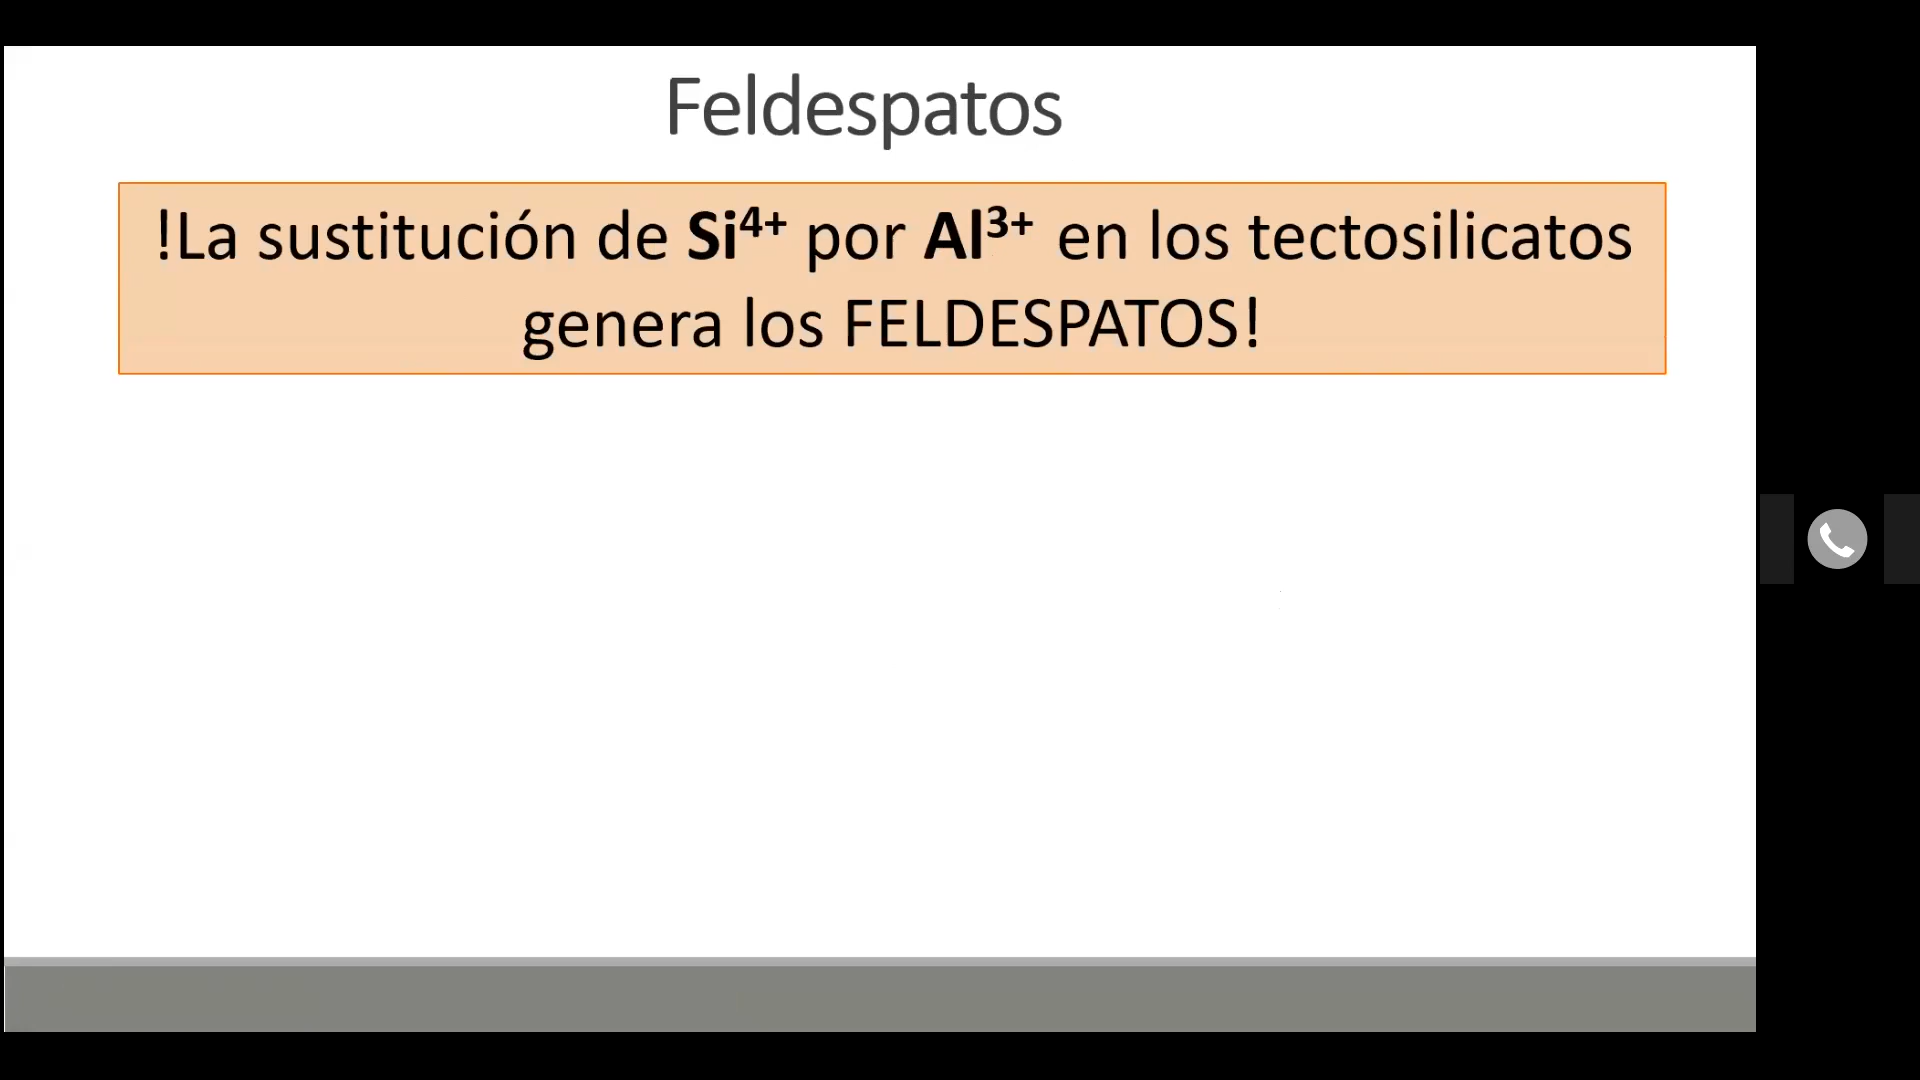 Feldespatos
!La sustitución de Si⁴⁺ por Al³⁺ en los tectosilicatos
genera los FELDESPATOS!